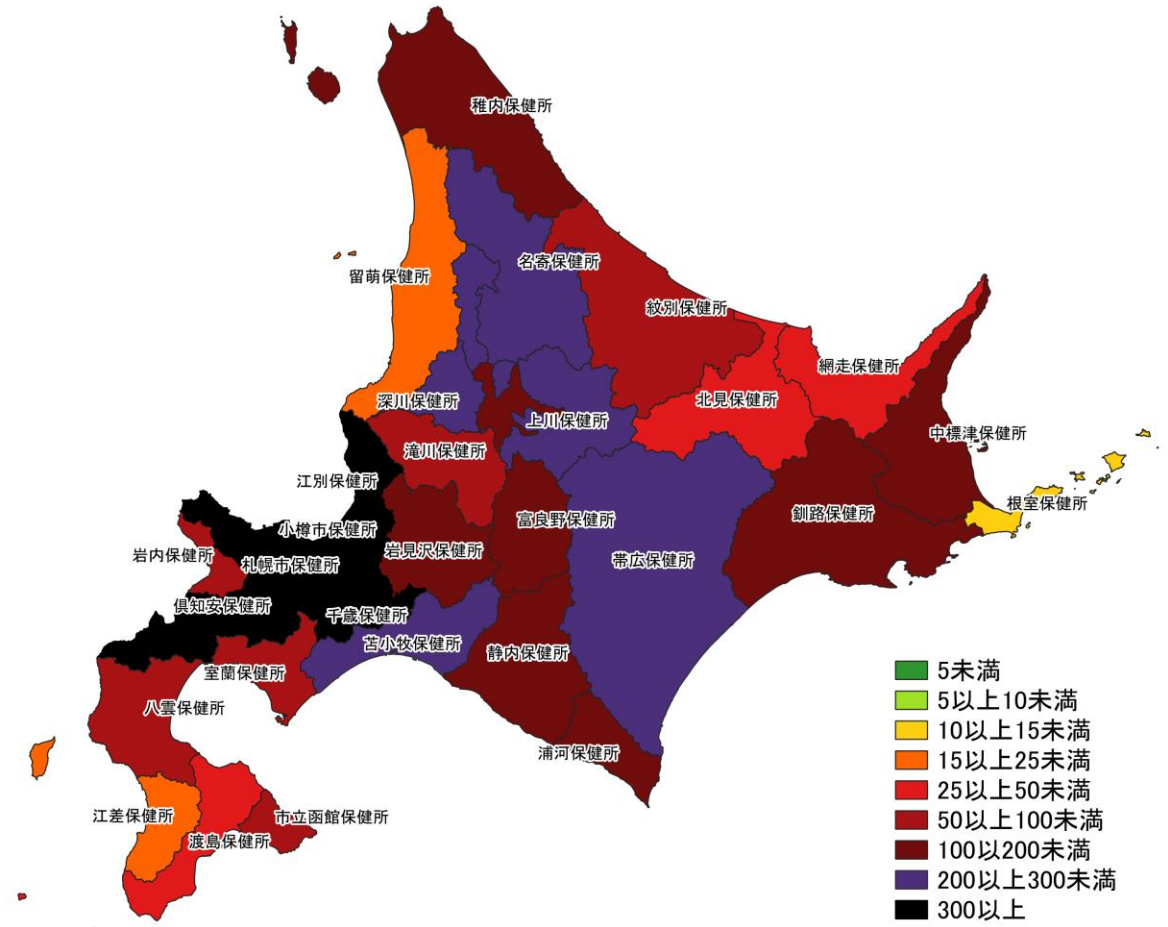 稚内保健所
名寄保健所
留萌保健所
紋別保健所
網走保健所
北見保健所
深川保健所
上川保健所
中標津保健所
滝川保健所
江別保健所
根室保健所
釧路保健所
富良野保健所
小樽市保健所
岩見沢保健所
岩内保健所
札幌市保健所
帯広保健所
倶知安保健所
千歳保健所
苫小牧保健所
静内保健所
室蘭保健所
八雲保健所
浦河保健所
江差保健所
市立函館保健所
渡島保健所
5未満
5以上10未満
10以上15未満
15以上25未満
25以上50未満
50以上100未満
100以200未満
200以上300未満
300以上